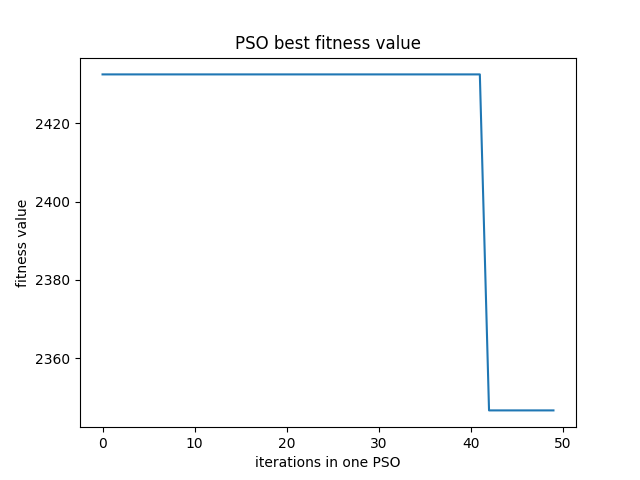 PSO best fitness value
fitness value
2420
2400
2380
2360
0 10 20 30 40 50
iterations in one PSO